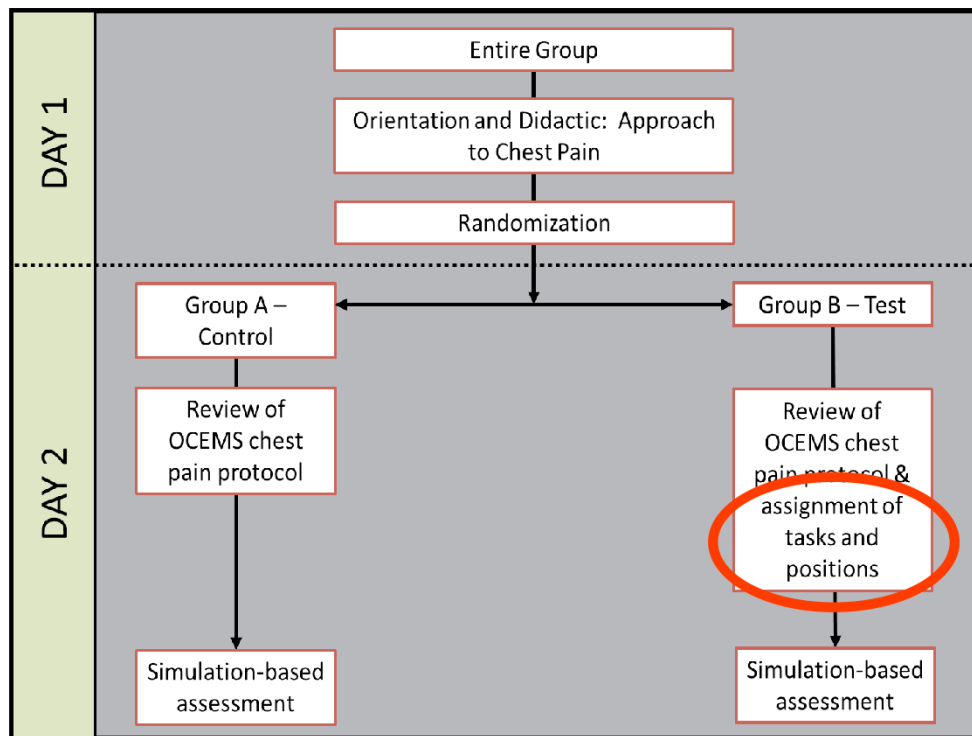 DAY 1
Entire Group
Orientation and Didactic: Approach
to Chest Pain
Randomization
DAY 2
Group A –
Control
Review of
OCEMS chest
pain protocol
Simulation-based
assessment
Group B – Test
Review of
OCEMS chest
pain protocol &
assignment of
tasks and
positions
Simulation-based
assessment